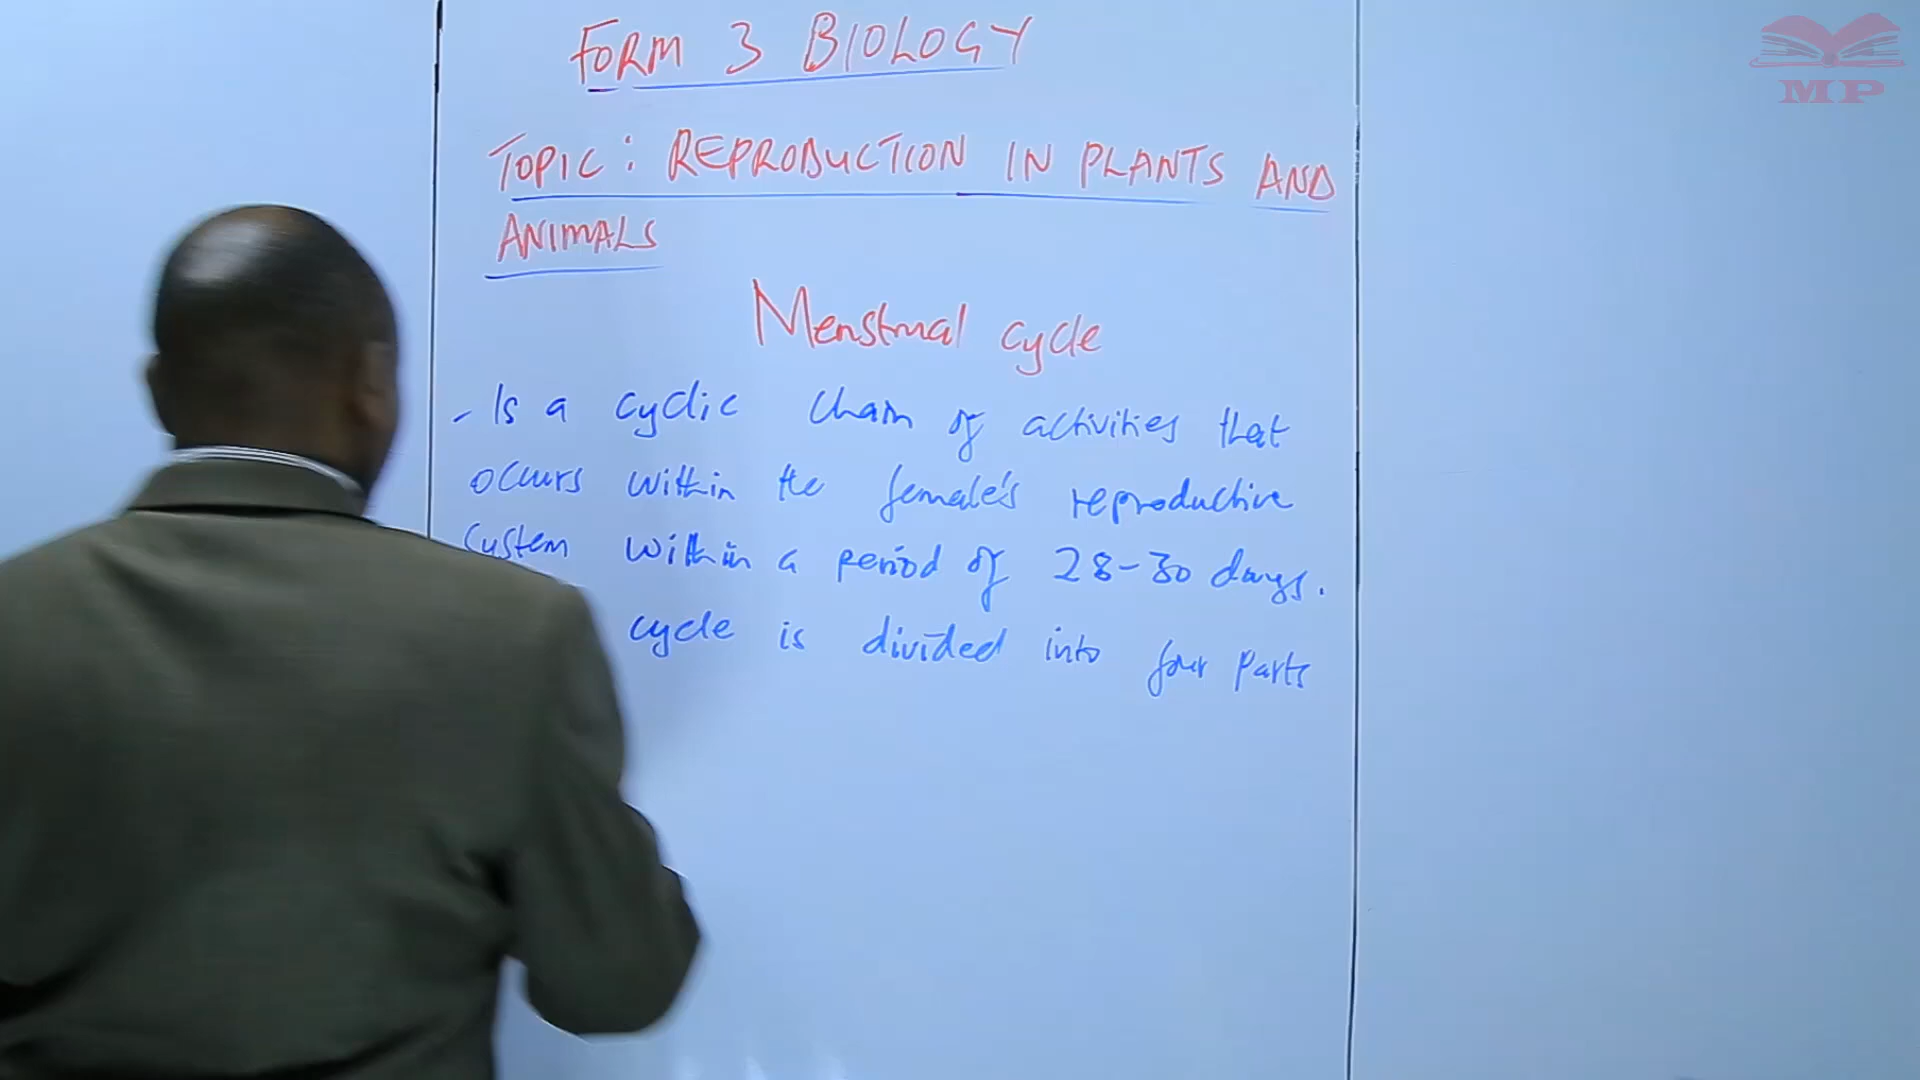 FORM 3 BIOLOGY
TOPIC: REPRODUCTION IN PLANTS AND
ANIMALS
Menstrual cycle
- Is a cyclic chain of activities that
occurs within the female's reproductive
system within a period of 28-30 days.
cycle is divided into four parts
MP